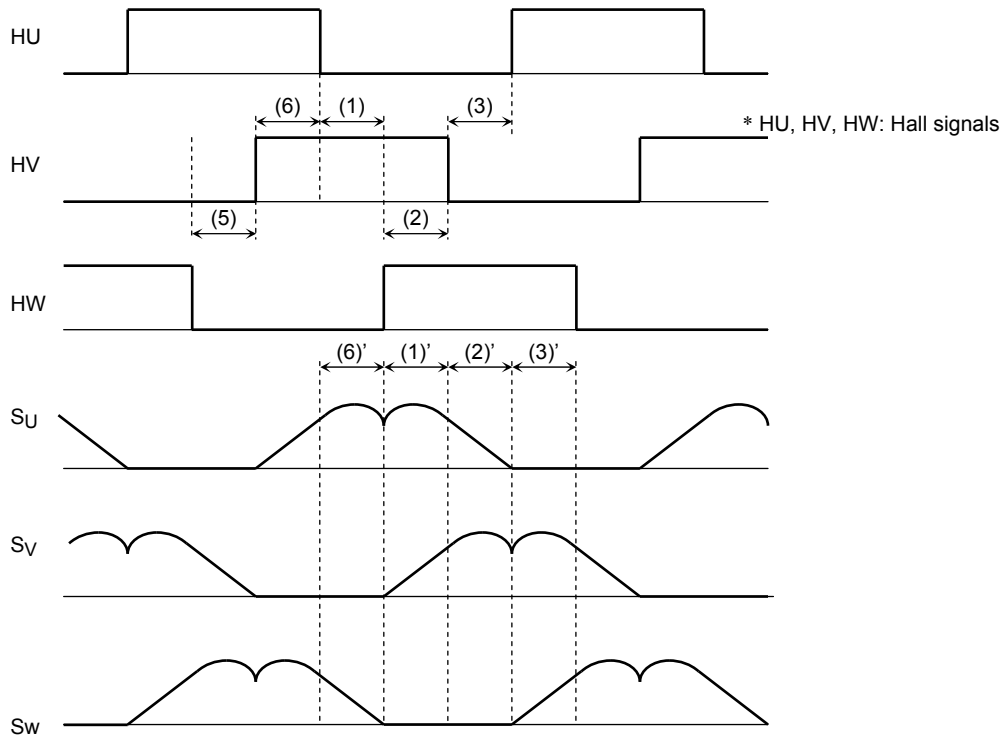 HU
(6) (1) (3)
* HU, HV, HW: Hall signals
HV
(5) (2)
HW
(6)’ (1)’ (2)’ (3)’
SU
SV
Sw